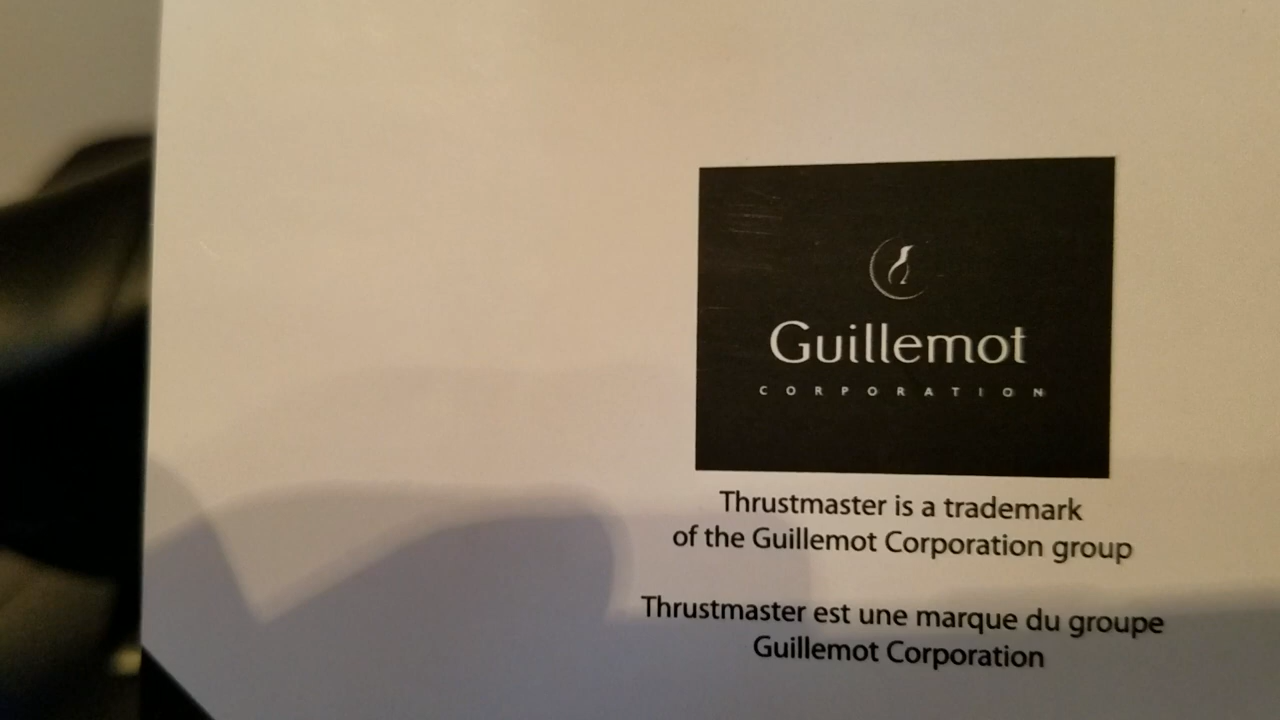 Guillemot
CORPORATION
Thrustmaster is a trademark
of the Guillemot Corporation group
Thrustmaster est une marque du groupe
Guillemot Corporation